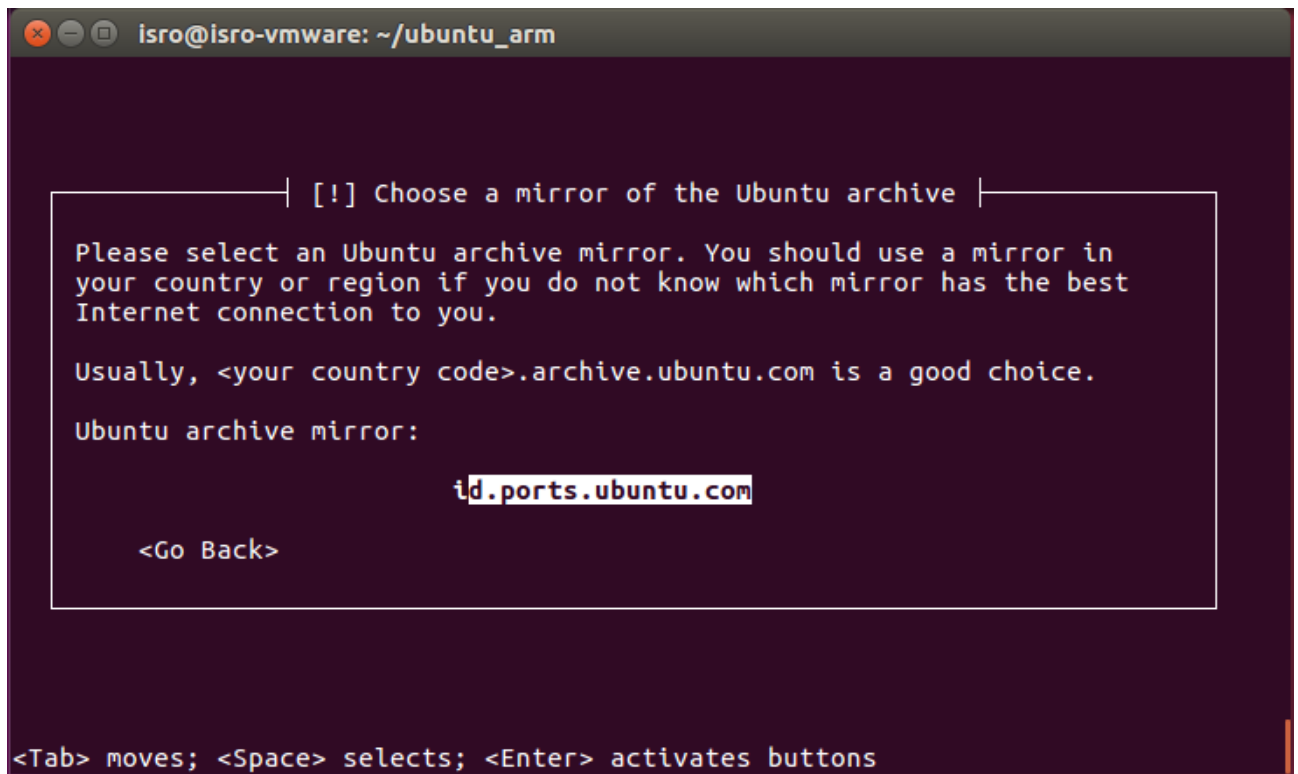 isro@isro-vmware: ~/ubuntu_arm
[!] Choose a mirror of the Ubuntu archive
Please select an Ubuntu archive mirror. You should use a mirror in
your country or region if you do not know which mirror has the best
Internet connection to you.
Usually, <your country code>.archive.ubuntu.com is a good choice.
Ubuntu archive mirror:
id.ports.ubuntu.com
<Go Back>
<Tab> moves; <Space> selects; <Enter> activates buttons